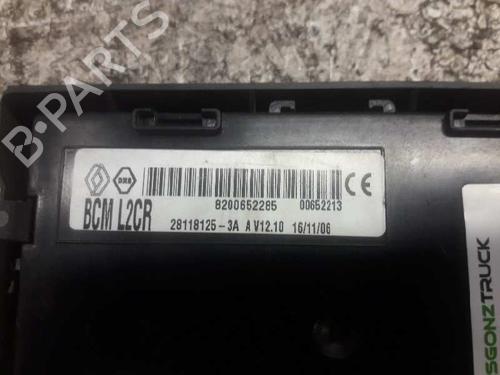 B-PARTS
8200652285 00652213
BCM L2CR
28118125-3A A V12.10 16/11/06
CE
SGONZTRUCK